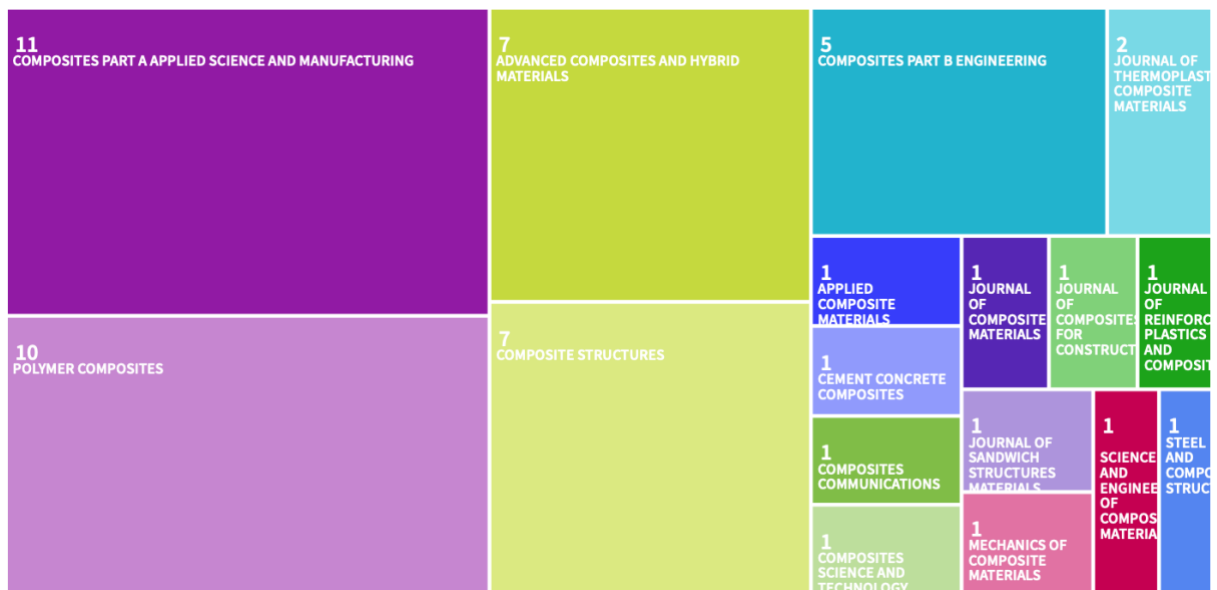 11
COMPOSITES PART A APPLIED SCIENCE AND MANUFACTURING
7
ADVANCED COMPOSITES AND HYBRID
MATERIALS
5
COMPOSITES PART B ENGINEERING
2
JOURNAL OF
THERMOPLAST
COMPOSITE
MATERIALS
10
POLYMER COMPOSITES
7
COMPOSITE STRUCTURES
1
APPLIED
COMPOSITE
MATERIALS
1
JOURNAL
OF
COMPOSITE
MATERIALS
1
JOURNAL
OF
COMPOSITES
FOR
CONSTRUCT
1
JOURNAL
OF
REINFORC
PLASTICS
AND
COMPOSIT
1
CEMENT CONCRETE
COMPOSITES
1
COMPOSITES
COMMUNICATIONS
1
COMPOSITES
SCIENCE AND
TECHNOLOGY
1
JOURNAL OF
SANDWICH
STRUCTURES
MATERIALS
1
MECHANICS OF
COMPOSITE
MATERIALS
1
SCIENCE
AND
ENGINEE
OF
COMPOS
MATERIA
1
STEEL
AND
COMPO
STRUC